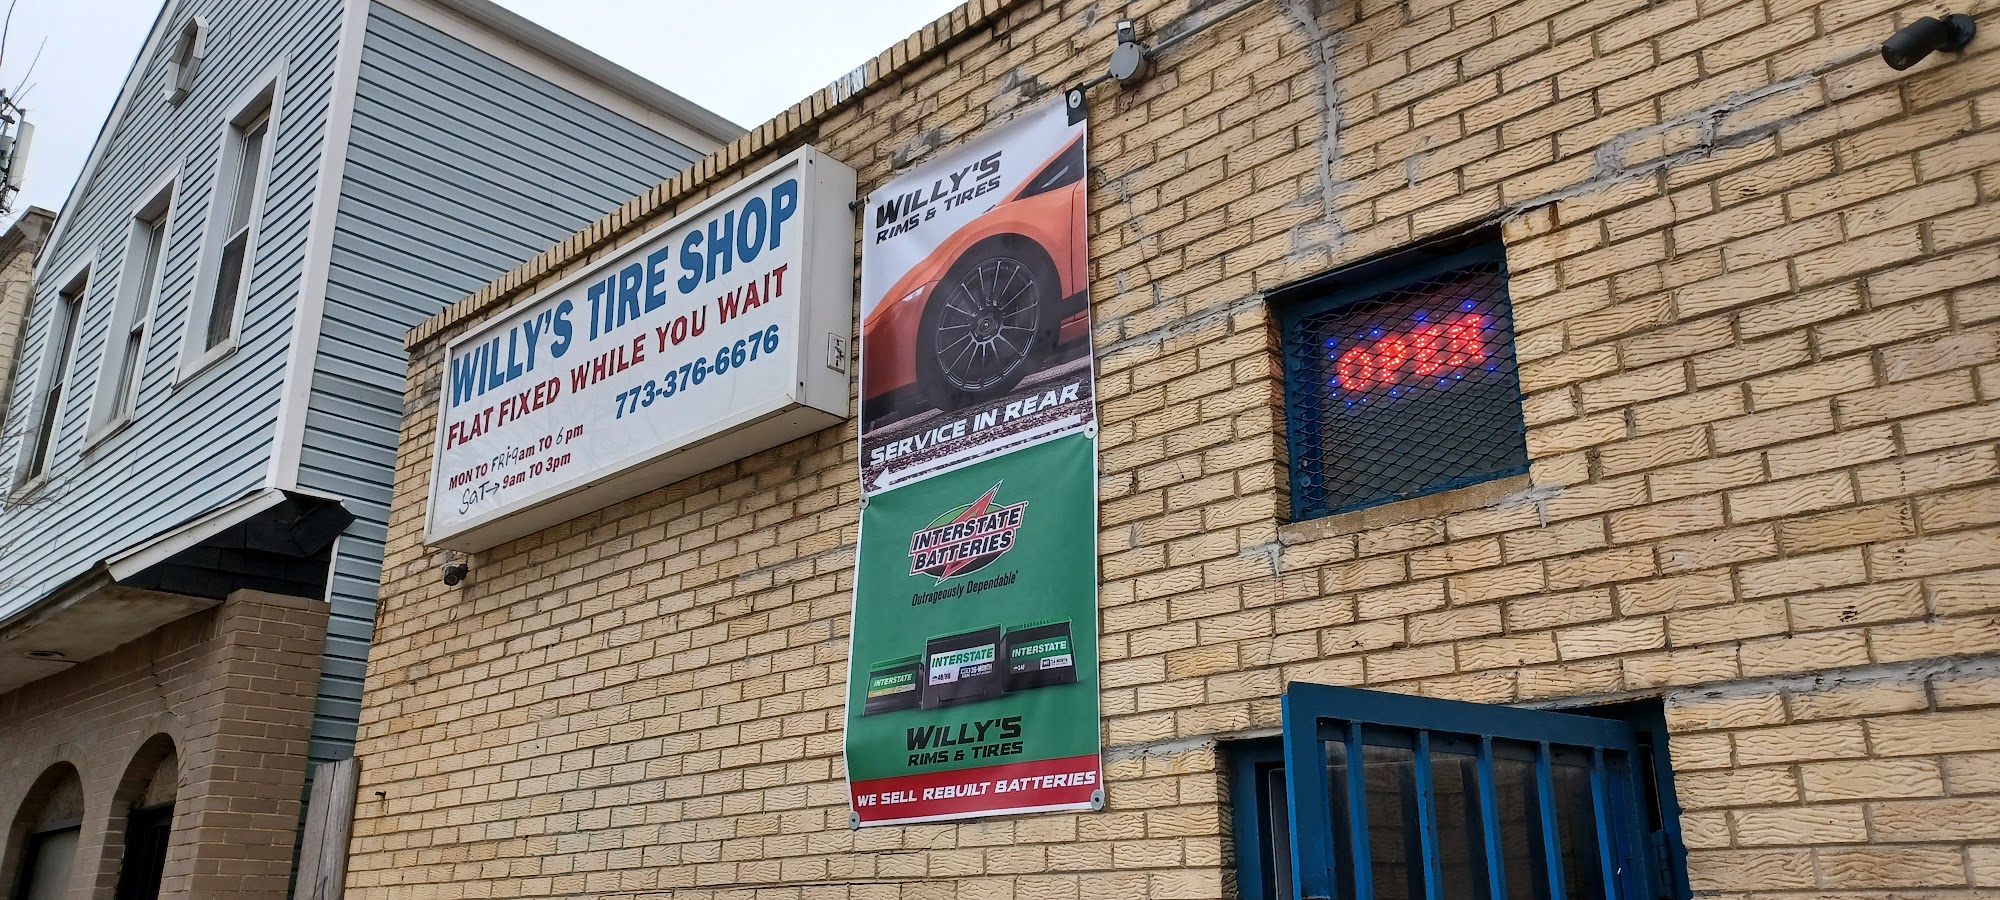 WILLY'S TIRE SHOP
FLAT FIXED WHILE YOU WAIT
773-376-6676
MON TO FRI-9am TO 6 pm
SaT→ 9am TO 3pm
WILLY'S
RIMS & TIRES
SERVICE IN REAR
INTERSTATE
BATTERIES
Outrageously Dependable
INTERSTATE
INTERSTATE
INTERSTATE
WILLY'S
RIMS & TIRES
WE SELL REBUILT BATTERIES
OPEN